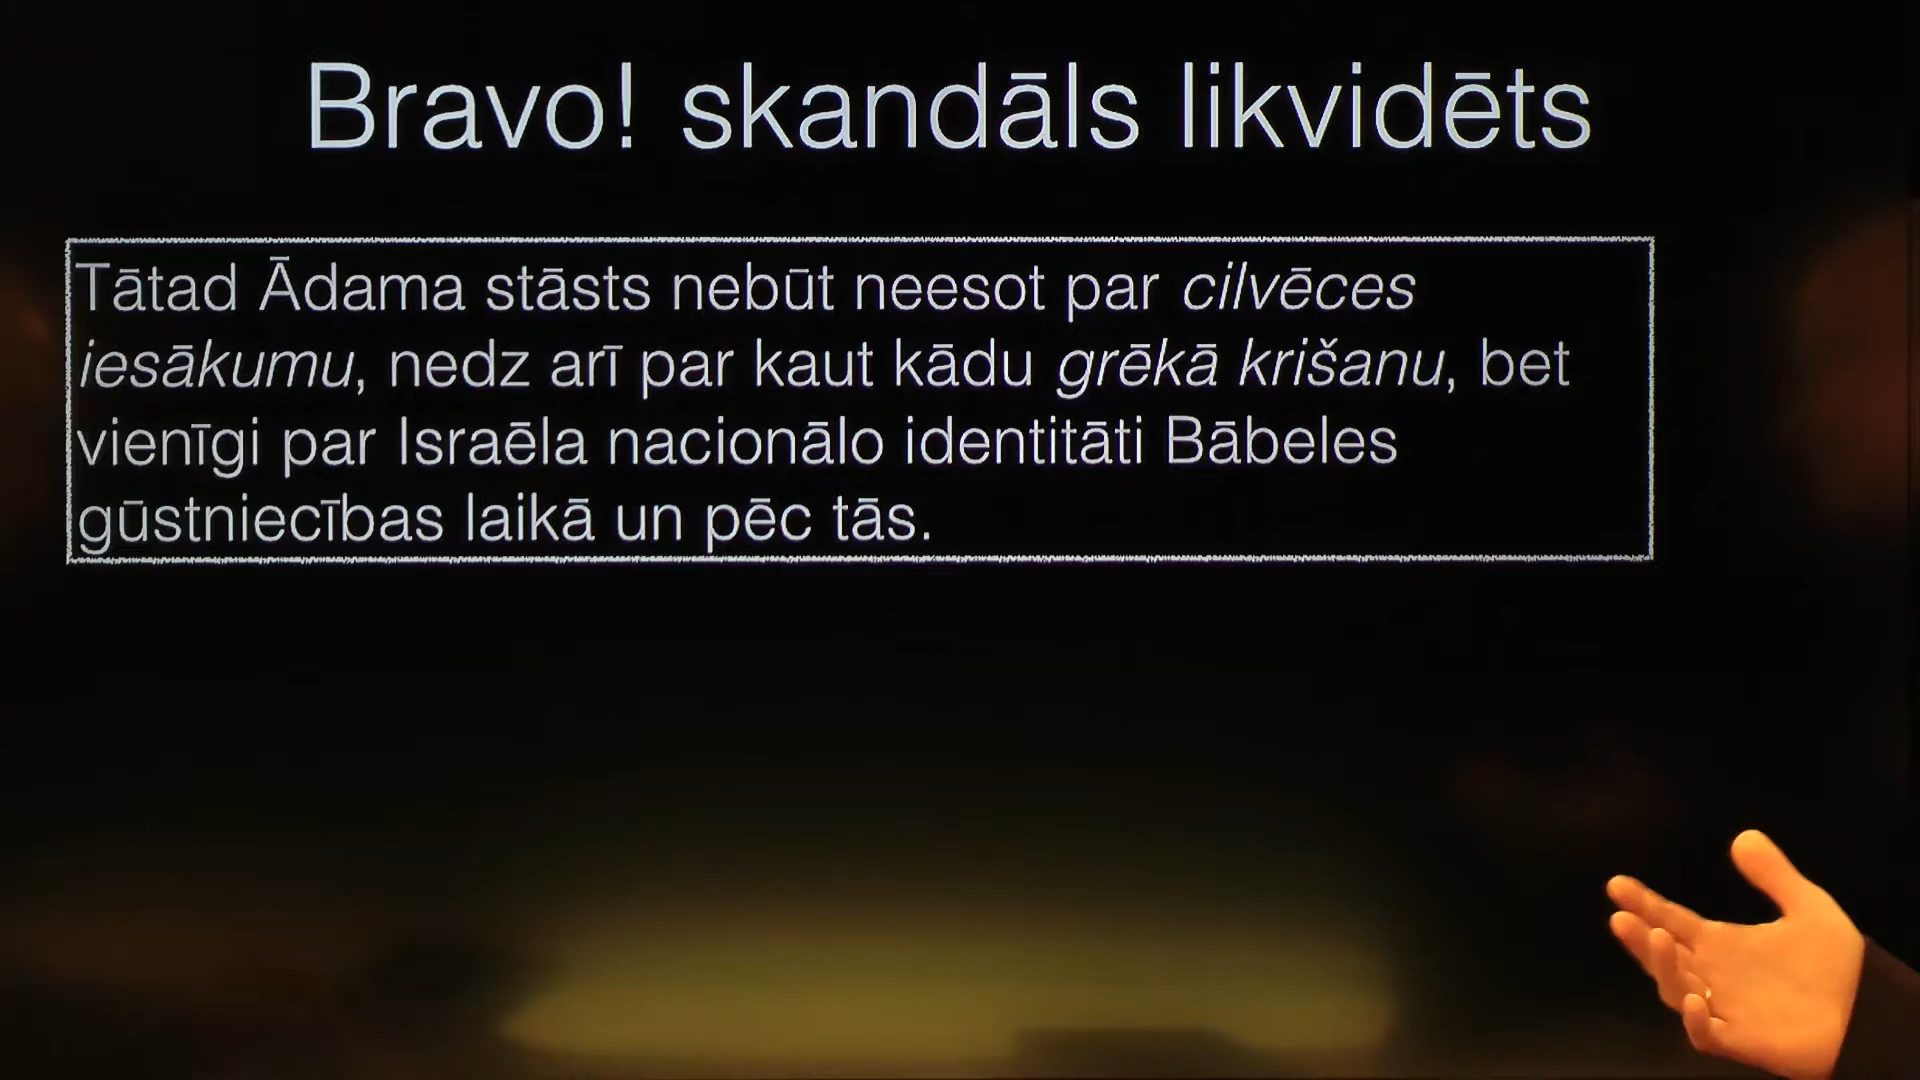 Bravo! skandāls likvidēts
Tātad Ādama stāsts nebūt neesot par cilvēces
iesākumu, nedz arī par kaut kādu grēkā krišanu, bet
vienīgi par Israēla nacionālo identitāti Bābeles
gūstniecības laikā un pēc tās.